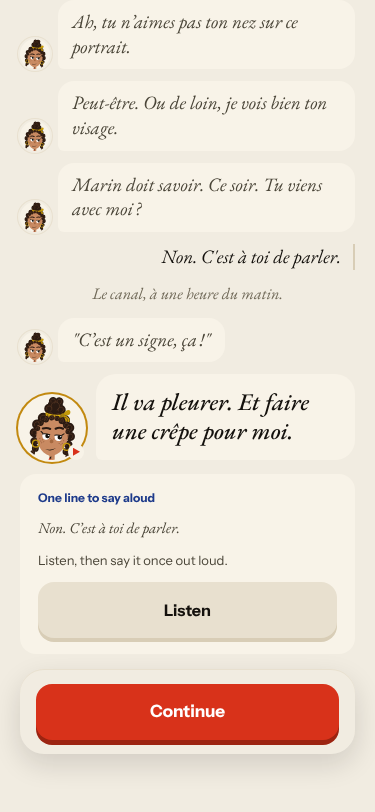 Ah, tu n’aimes pas ton nez sur ce
portrait.
Peut-être. Ou de loin, je vois bien ton
visage.
Marin doit savoir. Ce soir. Tu viens
avec moi ?
Non. C'est à toi de parler.
Le canal, à une heure du matin.
"C’est un signe, ça !"
Il va pleurer. Et faire
une crêpe pour moi.
One line to say aloud
Non. C’est à toi de parler.
Listen, then say it once out loud.
Listen
Continue